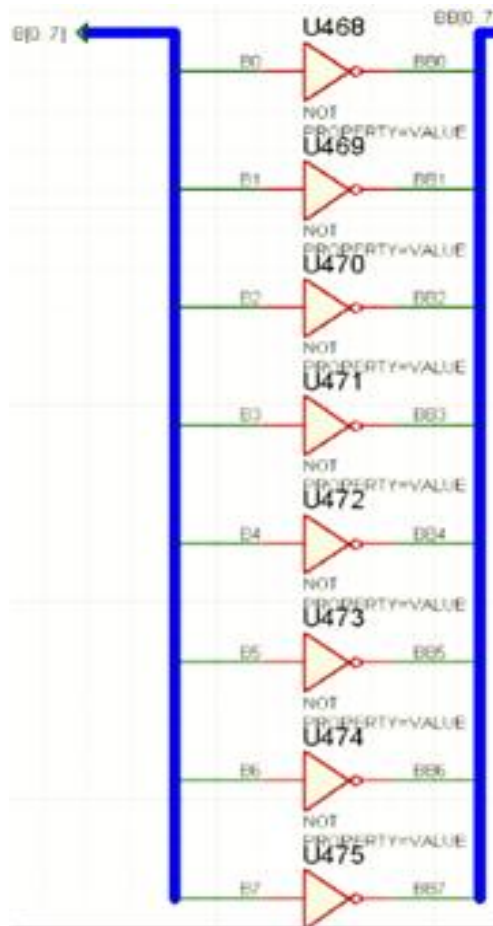 B[0..7]
BB[0..7
U468
B0
BB0
NOT
PROPERTY=VALUE
U469
B1
BB1
NOT
PROPERTY=VALUE
U470
B2
BB2
NOT
PROPERTY=VALUE
U471
B3
BB3
NOT
PROPERTY=VALUE
U472
B4
BB4
NOT
PROPERTY=VALUE
U473
B5
BB5
NOT
PROPERTY=VALUE
U474
B6
BB6
NOT
PROPERTY=VALUE
U475
B7
BB7